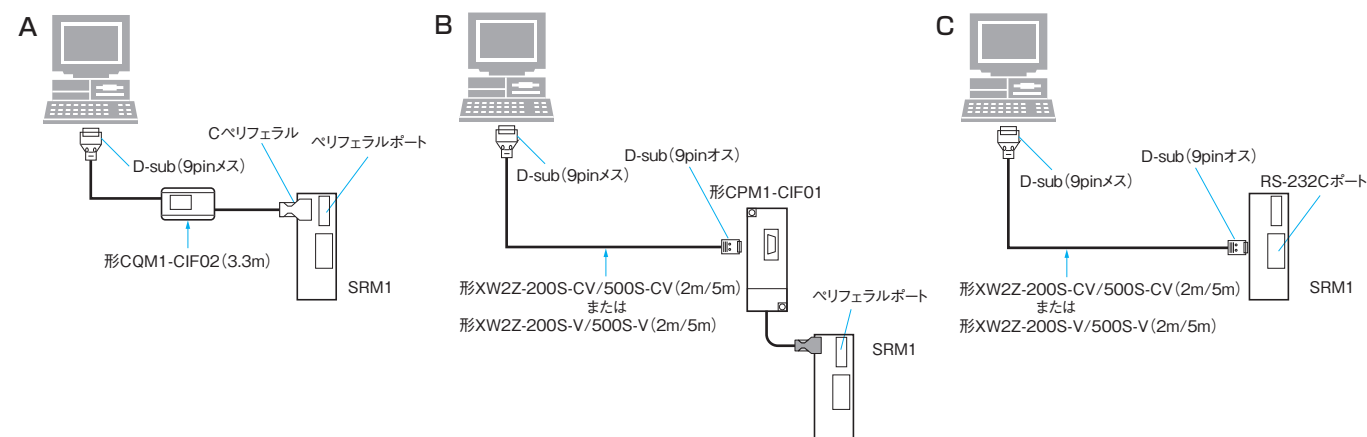 A
D-sub（9pinメス）
Cペリフェラル
ペリフェラルポート
形CQM1-CIF02（3.3m）
SRM1
B
D-sub（9pinメス）
D-sub（9pinオス）
形CPM1-CIF01
形XW2Z-200S-CV/500S-CV（2m/5m）
または
形XW2Z-200S-V/500S-V（2m/5m）
ペリフェラルポート
SRM1
C
D-sub（9pinメス）
D-sub（9pinオス）
RS-232Cポート
形XW2Z-200S-CV/500S-CV（2m/5m）
または
形XW2Z-200S-V/500S-V（2m/5m）
SRM1